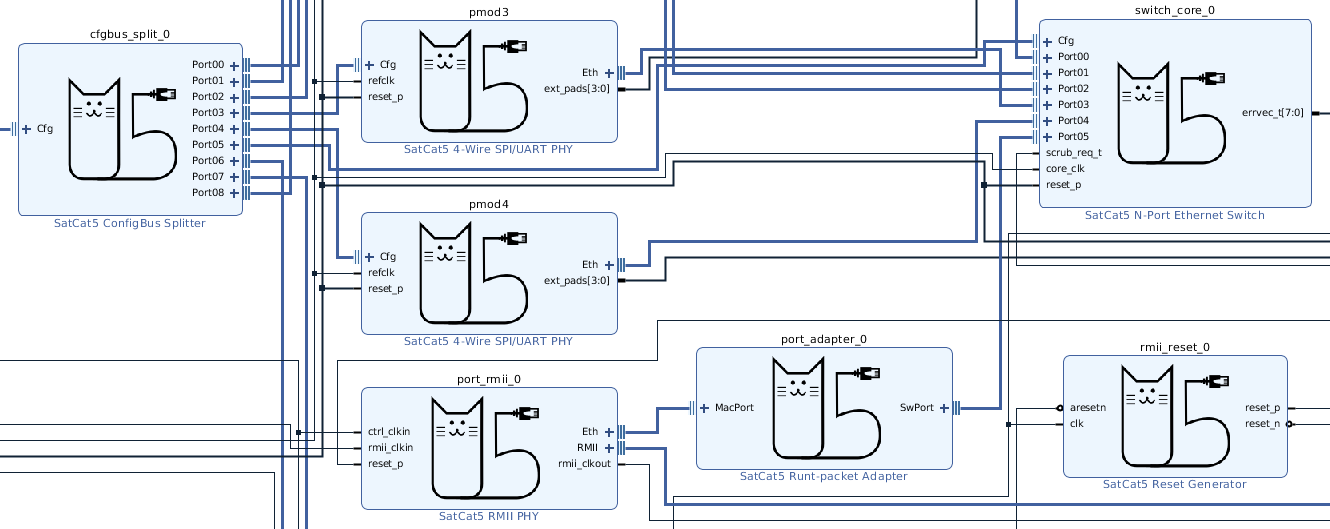 cfgbus_split_0
Cfg
Port00
Port01
Port02
Port03
Port04
Port05
Port06
Port07
Port08
SatCat5 ConfigBus Splitter
pmod3
Cfg
refclk
reset_p
Eth
ext_pads[3:0]
SatCat5 4-Wire SPI/UART PHY
pmod4
Cfg
refclk
reset_p
Eth
ext_pads[3:0]
SatCat5 4-Wire SPI/UART PHY
port_rmii_0
ctrl_clkin
rmii_clkin
reset_p
Eth
RMII
rmii_clkout
SatCat5 RMII PHY
port_adapter_0
MacPort
SwPort
SatCat5 Runt-packet Adapter
switch_core_0
Cfg
Port00
Port01
Port02
Port03
Port04
Port05
scrub_req_t
core_clk
reset_p
errvec_t[7:0]
SatCat5 N-Port Ethernet Switch
rmii_reset_0
aresetn
clk
reset_p
reset_n
SatCat5 Reset Generator